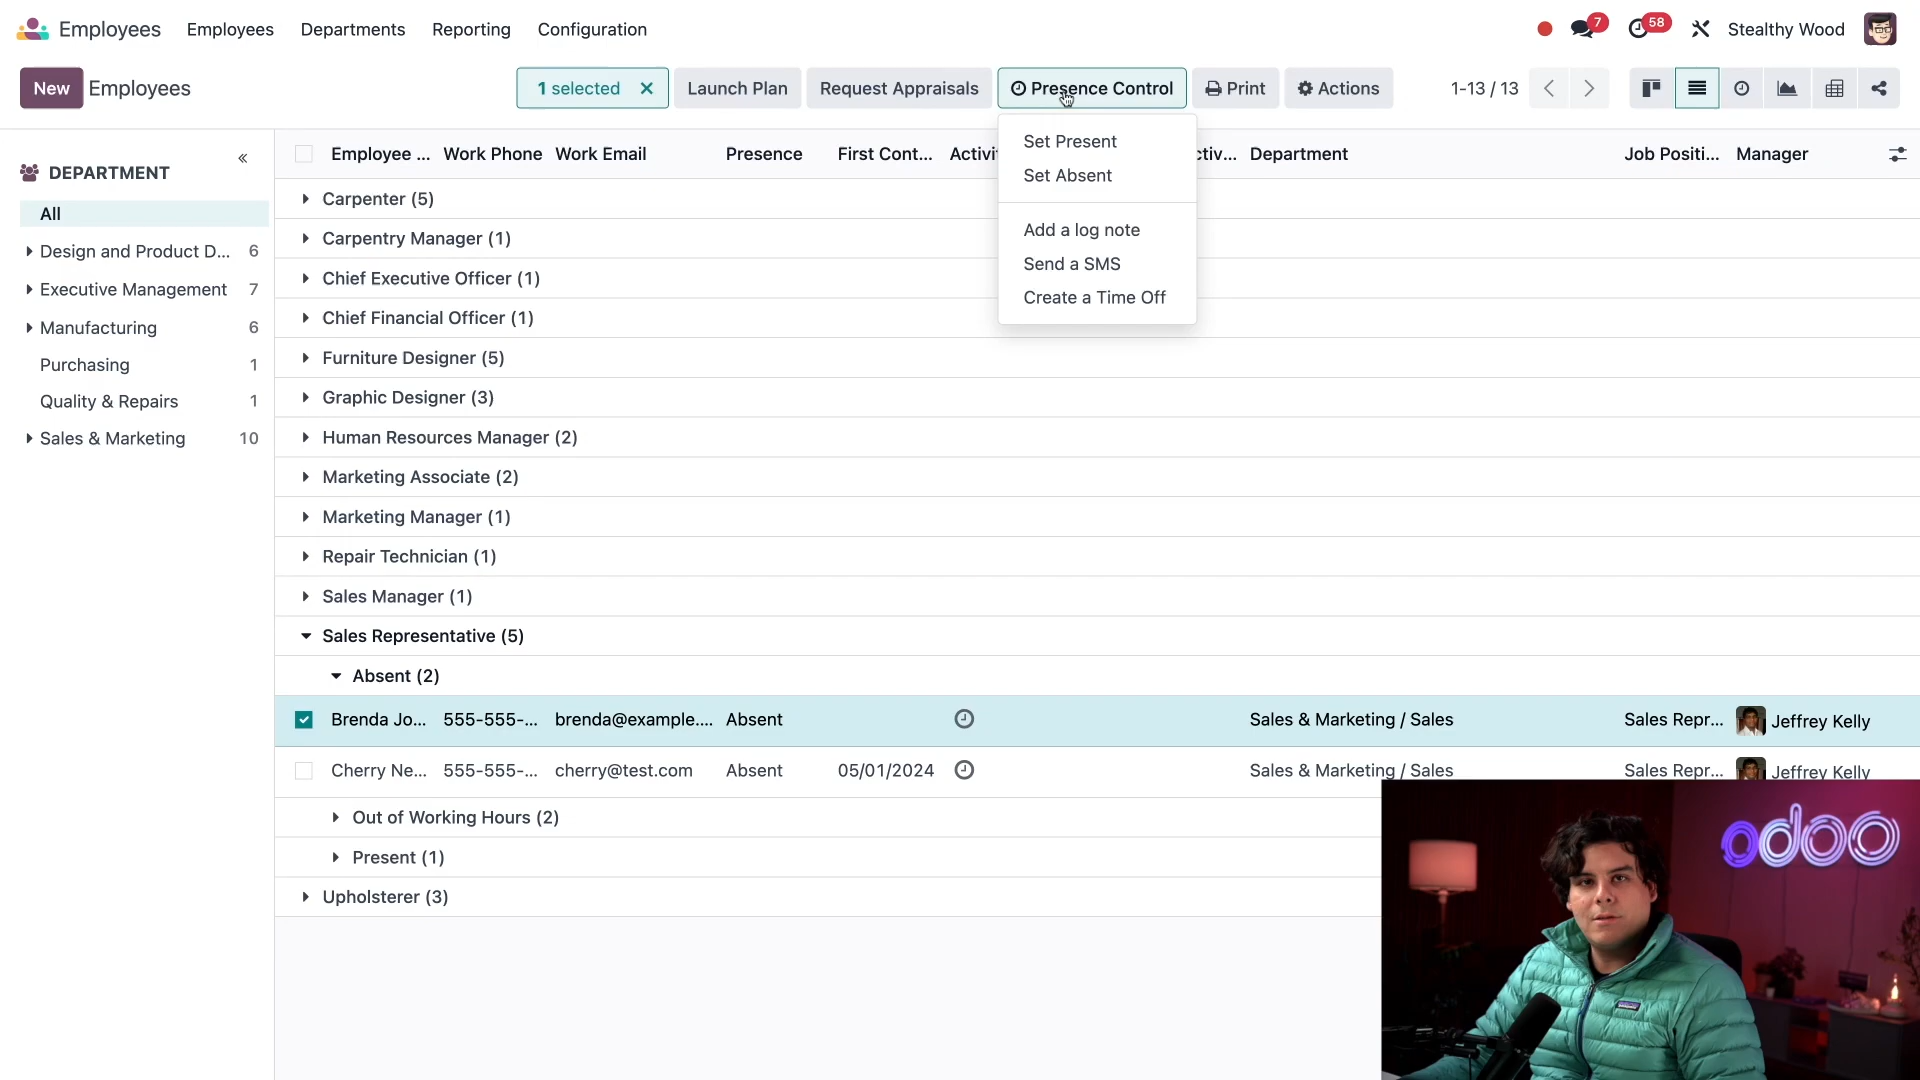 Employees Employees Departments Reporting Configuration 7 58 Stealthy Wood
New Employees 1 selected Launch Plan Request Appraisals Presence Control Print Actions 1-13 / 13
DEPARTMENT
All
Design and Product D... 6
Executive Management 7
Manufacturing 6
Purchasing 1
Quality & Repairs 1
Sales & Marketing 10
Employee ... Work Phone Work Email Presence First Cont... Activi ctiv... Department Job Positi... Manager
Set Present
Set Absent
Add a log note
Send a SMS
Create a Time Off
Carpenter (5)
Carpentry Manager (1)
Chief Executive Officer (1)
Chief Financial Officer (1)
Furniture Designer (5)
Graphic Designer (3)
Human Resources Manager (2)
Marketing Associate (2)
Marketing Manager (1)
Repair Technician (1)
Sales Manager (1)
Sales Representative (5)
Absent (2)
Brenda Jo... 555-555-... brenda@example.... Absent Sales & Marketing / Sales Sales Repr... Jeffrey Kelly
Cherry Ne... 555-555-... cherry@test.com Absent 05/01/2024 Sales & Marketing / Sales Sales Repr... Jeffrey Kelly
Out of Working Hours (2)
Present (1)
Upholsterer (3)
odoo